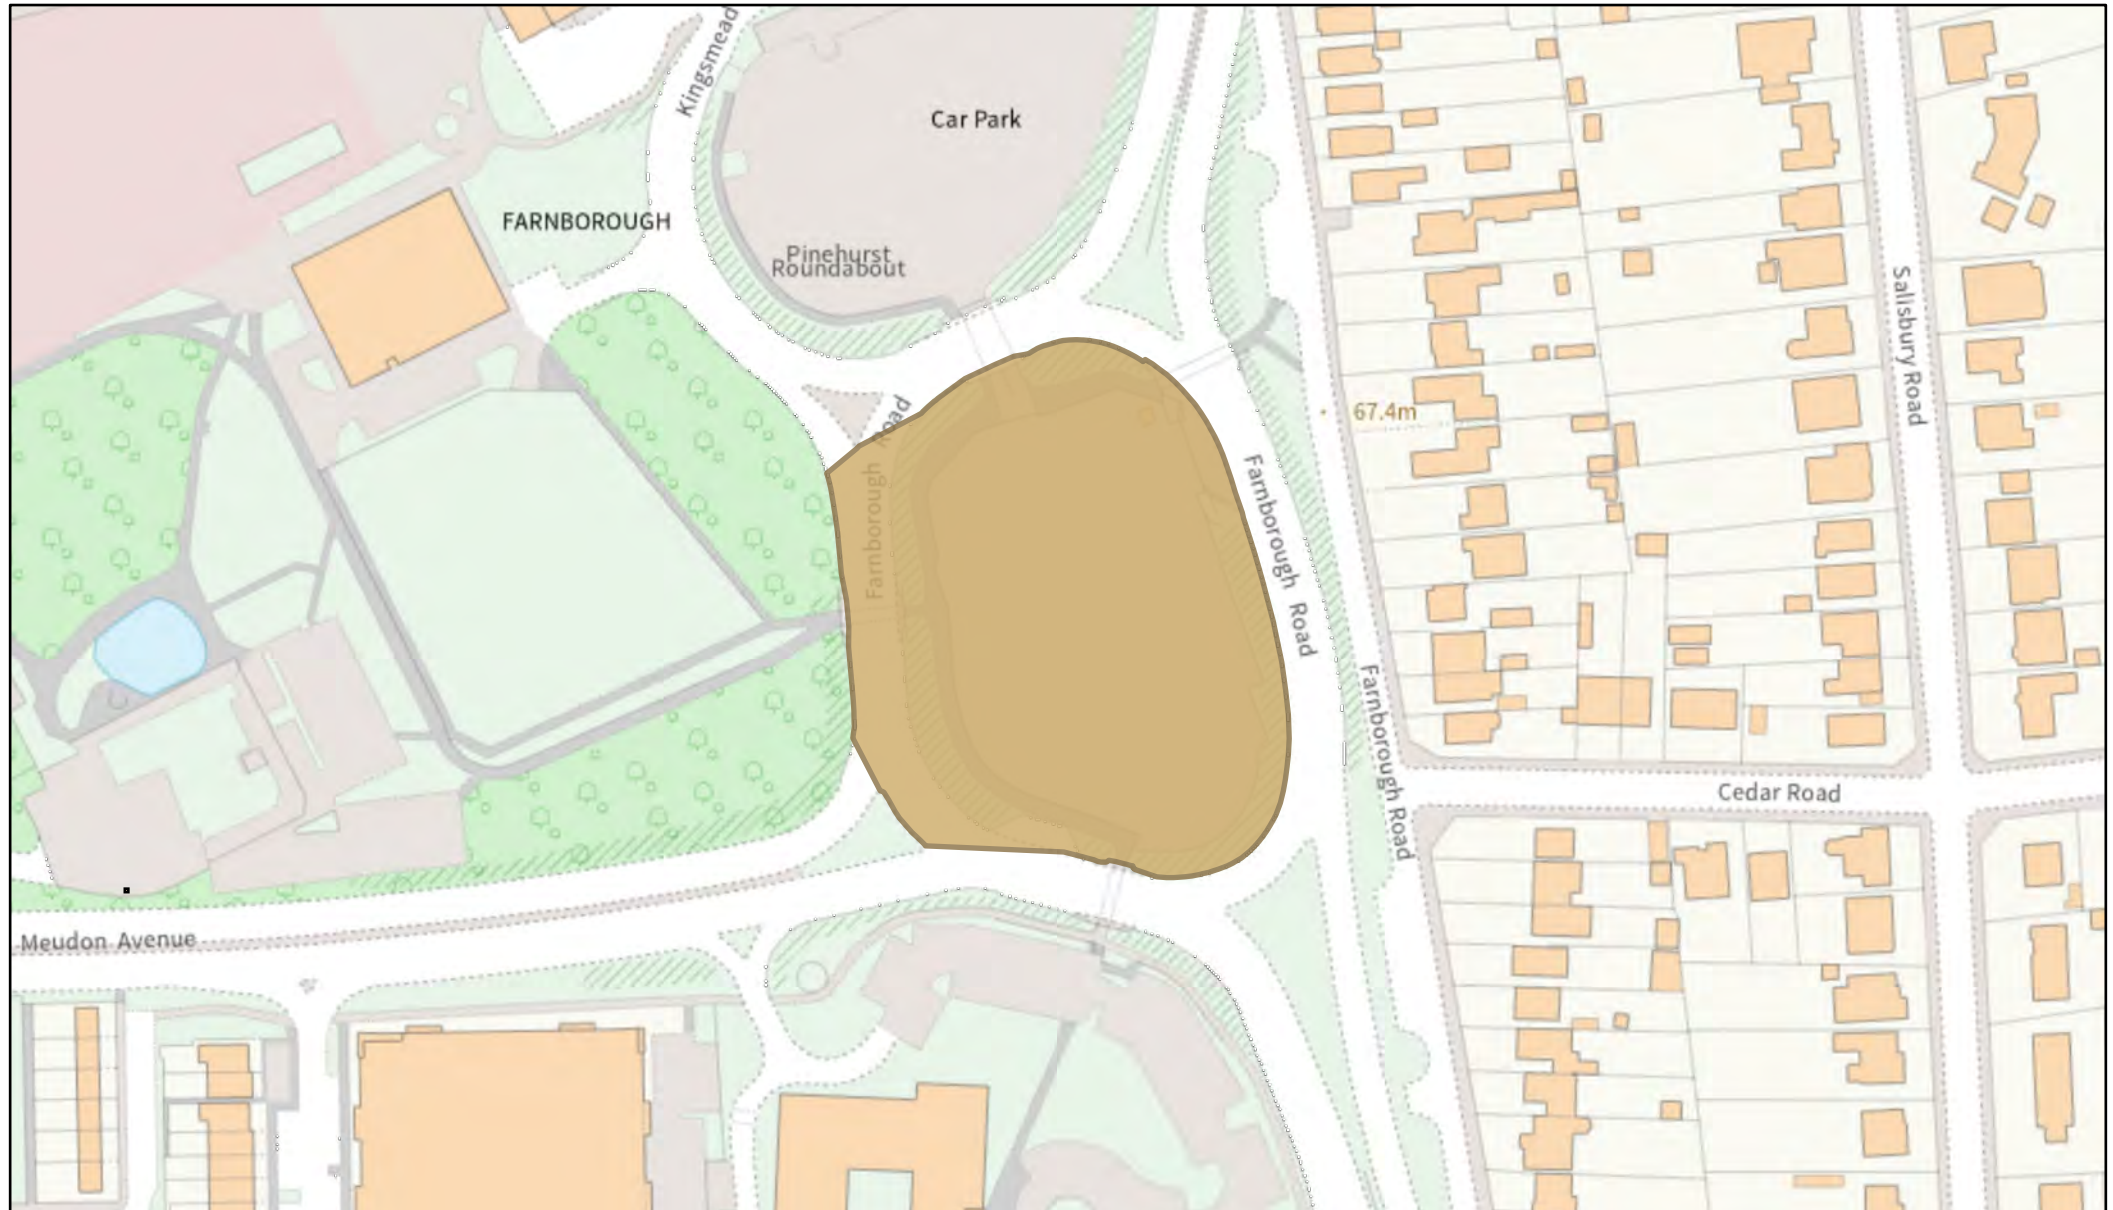 Kingsmead
Car Park
FARNBOROUGH
Pinehurst
Roundabout
Salisbury Road
67.4m
Road
Farnborough
Farnborough Road
Farnborough Road
Cedar Road
Meudon Avenue